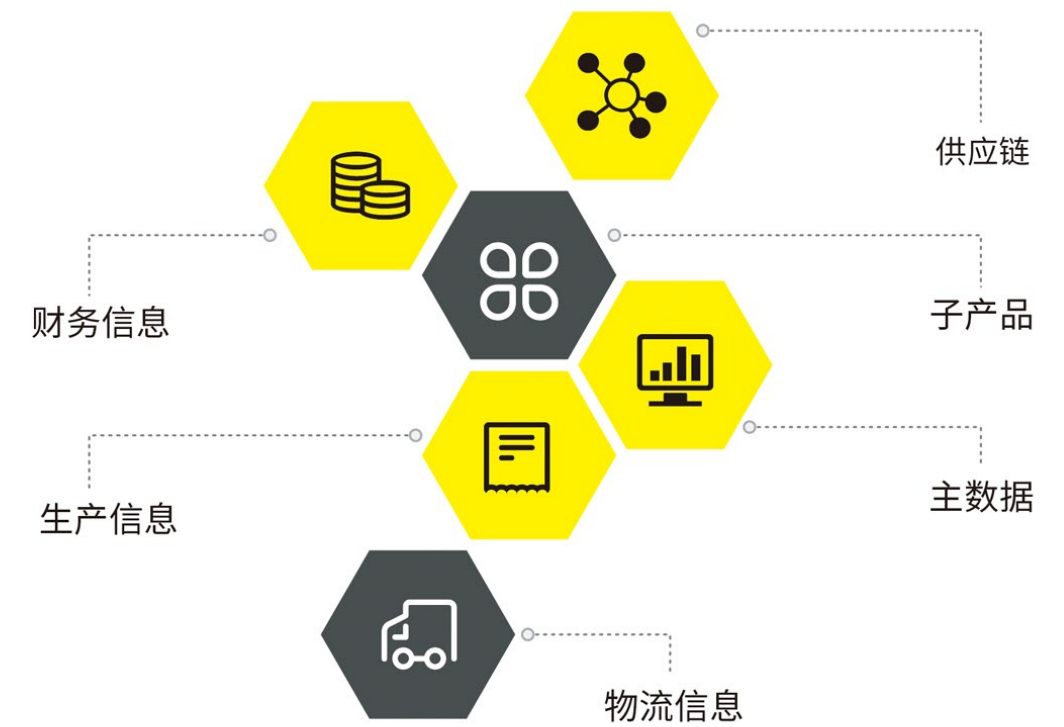 供应链
财务信息
子产品
生产信息
主数据
物流信息